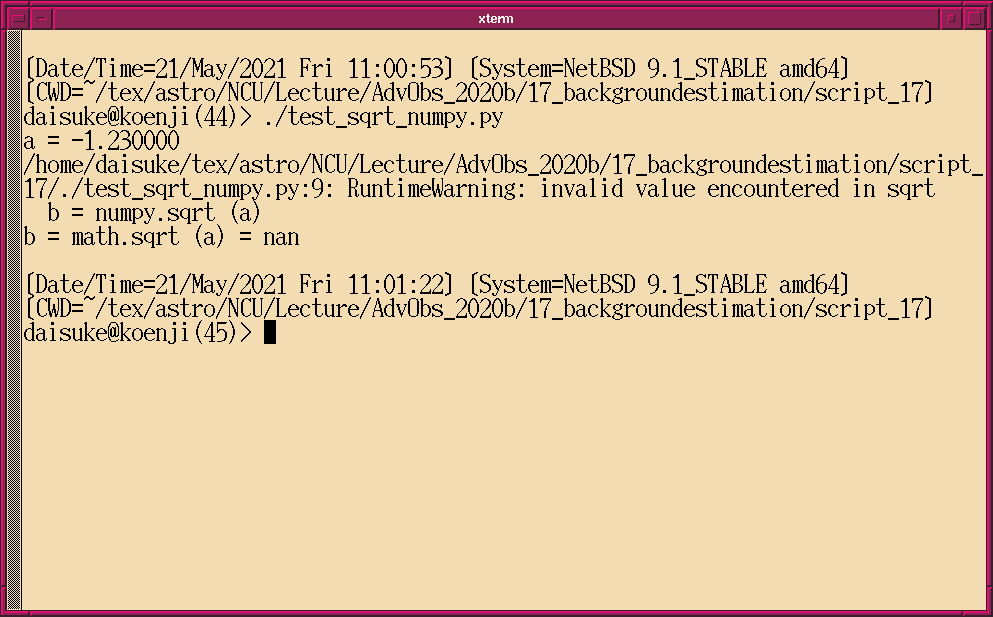 xterm
[Date/Time=21/May/2021 Fri 11:00:53] [System=NetBSD 9.1_STABLE amd64]
[CWD=~/tex/astro/NCU/Lecture/AdvObs_2020b/17_backgroundestimation/script_17]
daisuke@koenji(44)> ./test_sqrt_numpy.py
a = -1.230000
/home/daisuke/tex/astro/NCU/Lecture/AdvObs_2020b/17_backgroundestimation/script_
17/./test_sqrt_numpy.py:9: RuntimeWarning: invalid value encountered in sqrt
  b = numpy.sqrt (a)
b = math.sqrt (a) = nan
[Date/Time=21/May/2021 Fri 11:01:22] [System=NetBSD 9.1_STABLE amd64]
[CWD=~/tex/astro/NCU/Lecture/AdvObs_2020b/17_backgroundestimation/script_17]
daisuke@koenji(45)>